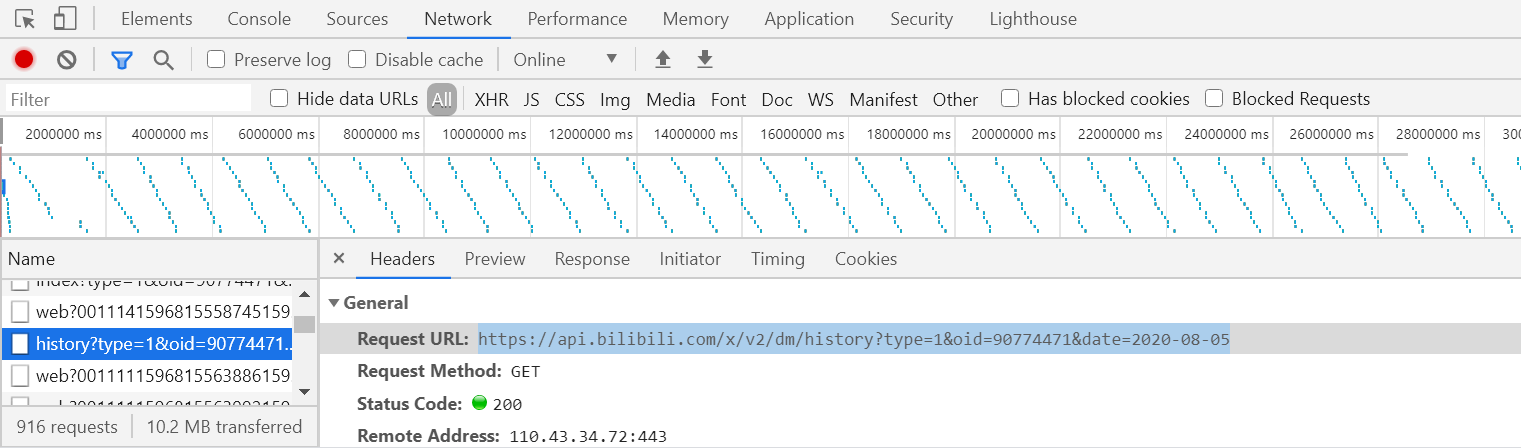 Elements Console Sources Network Performance Memory Application Security Lighthouse
Preserve log Disable cache Online
Filter Hide data URLs All XHR JS CSS Img Media Font Doc WS Manifest Other Has blocked cookies Blocked Requests
2000000 ms 4000000 ms 6000000 ms 8000000 ms 10000000 ms 12000000 ms 14000000 ms 16000000 ms 18000000 ms 20000000 ms 22000000 ms 24000000 ms 26000000 ms 28000000 ms 300
Name
× Headers Preview Response Initiator Timing Cookies
index?type=1&oid=90774471&..
General
web?0011141596815558745159
Request URL: https://api.bilibili.com/x/v2/dm/history?type=1&oid=90774471&date=2020-08-05
history?type=1&oid=90774471..
Request Method: GET
web?0011111596815563886159
Status Code: 200
916 requests 10.2 MB transferred
Remote Address: 110.43.34.72:443